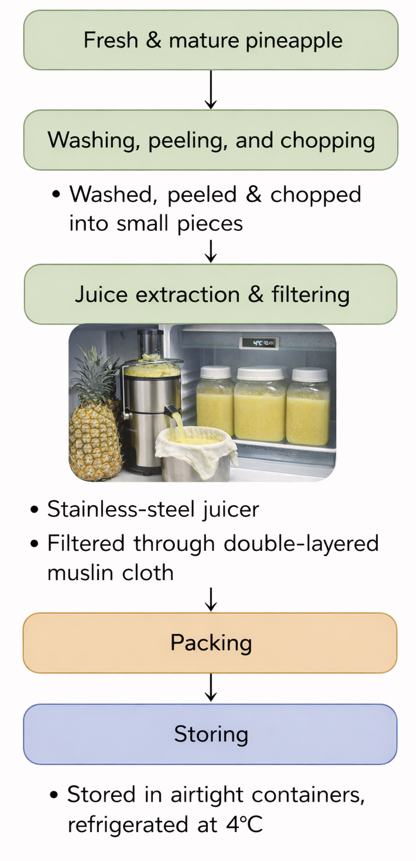 Fresh & mature pineapple
Washing, peeling, and chopping
• Washed, peeled & chopped
into small pieces
Juice extraction & filtering
4°C
• Stainless-steel juicer
• Filtered through double-layered
muslin cloth
Packing
Storing
• Stored in airtight containers,
refrigerated at 4°C